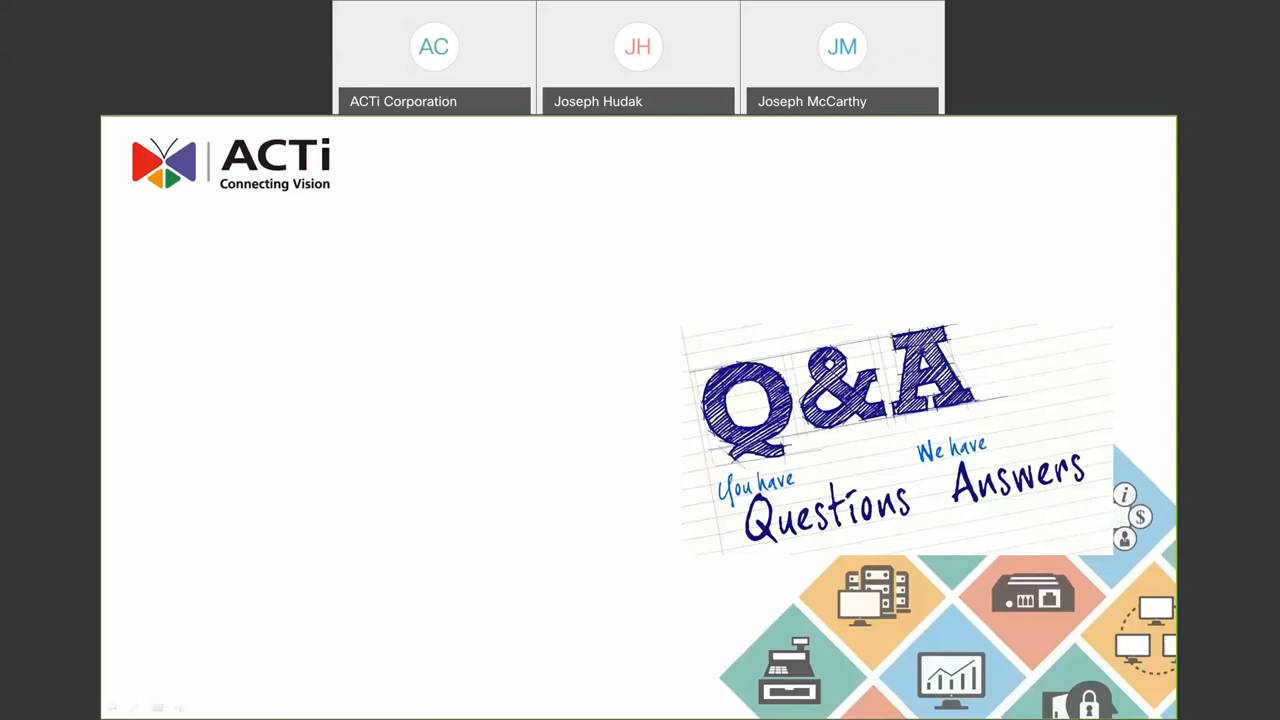 AC
JH
JM
ACTi Corporation
Joseph Hudak
Joseph McCarthy
ACTi
Connecting Vision
Q&A
You have
Questions
We have
Answers
i
$